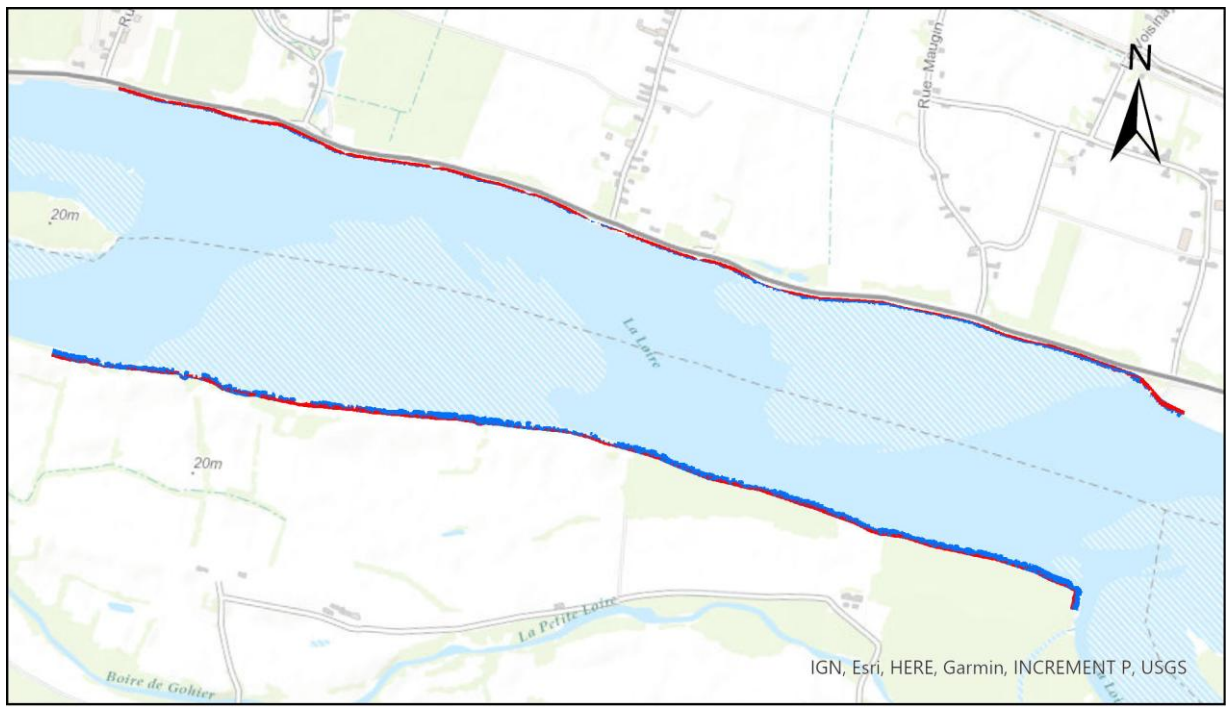 Ru
Voisina
N
Rue Maugin
20m
La Loire
20m
La Petite Loire
Boire de Gohier
IGN, Esri, HERE, Garmin, INCREMENT P, USGS